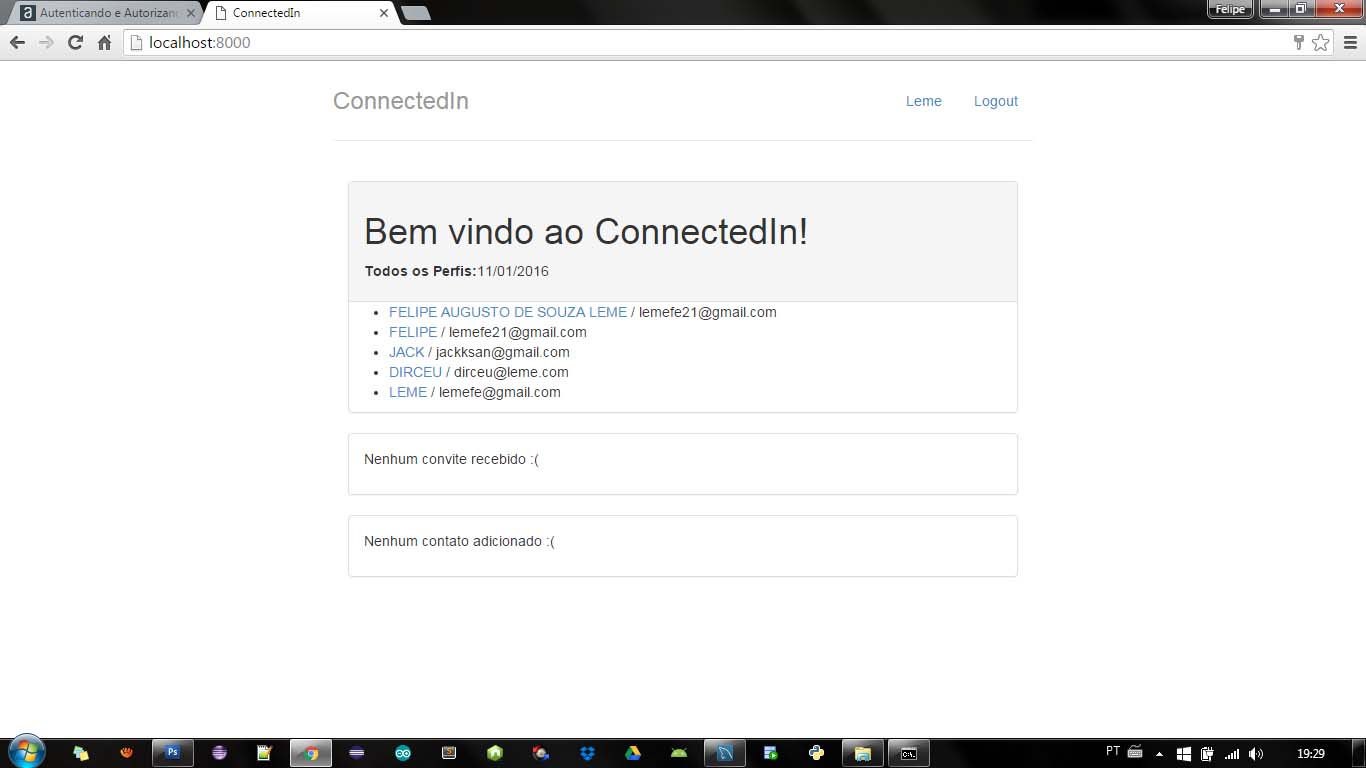 Autenticando e Autorizand
ConnectedIn
Felipe
localhost:8000
ConnectedIn
Leme
Logout
Bem vindo ao ConnectedIn!
Todos os Perfis:11/01/2016
FELIPE AUGUSTO DE SOUZA LEME / lemefe21@gmail.com
FELIPE / lemefe21@gmail.com
JACK / jackksan@gmail.com
DIRCEU / dirceu@leme.com
LEME / lemefe@gmail.com
Nenhum convite recebido :(
Nenhum contato adicionado :(
Ps
PT
19:29